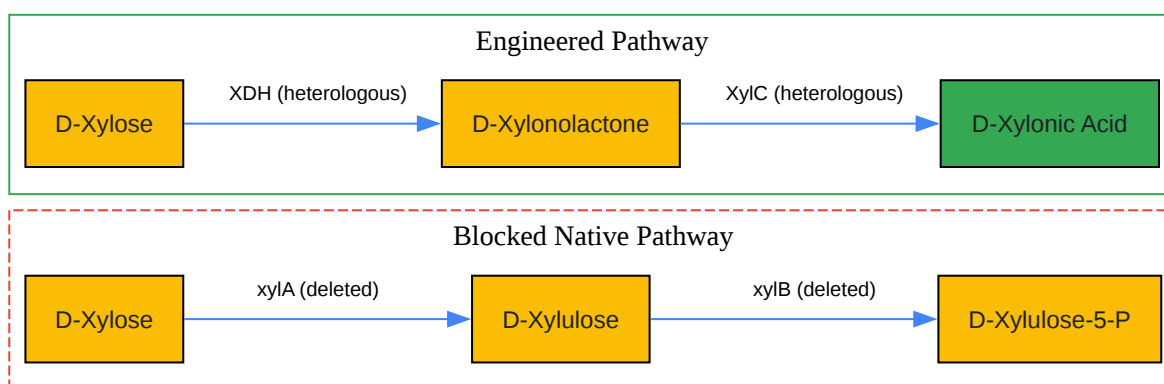 Engineered Pathway
XDH (heterologous)
XylC (heterologous)
D-Xylose
D-Xylonolactone
D-Xylonic Acid
Blocked Native Pathway
xylA (deleted)
xylB (deleted)
D-Xylose
D-Xylulose
D-Xylulose-5-P